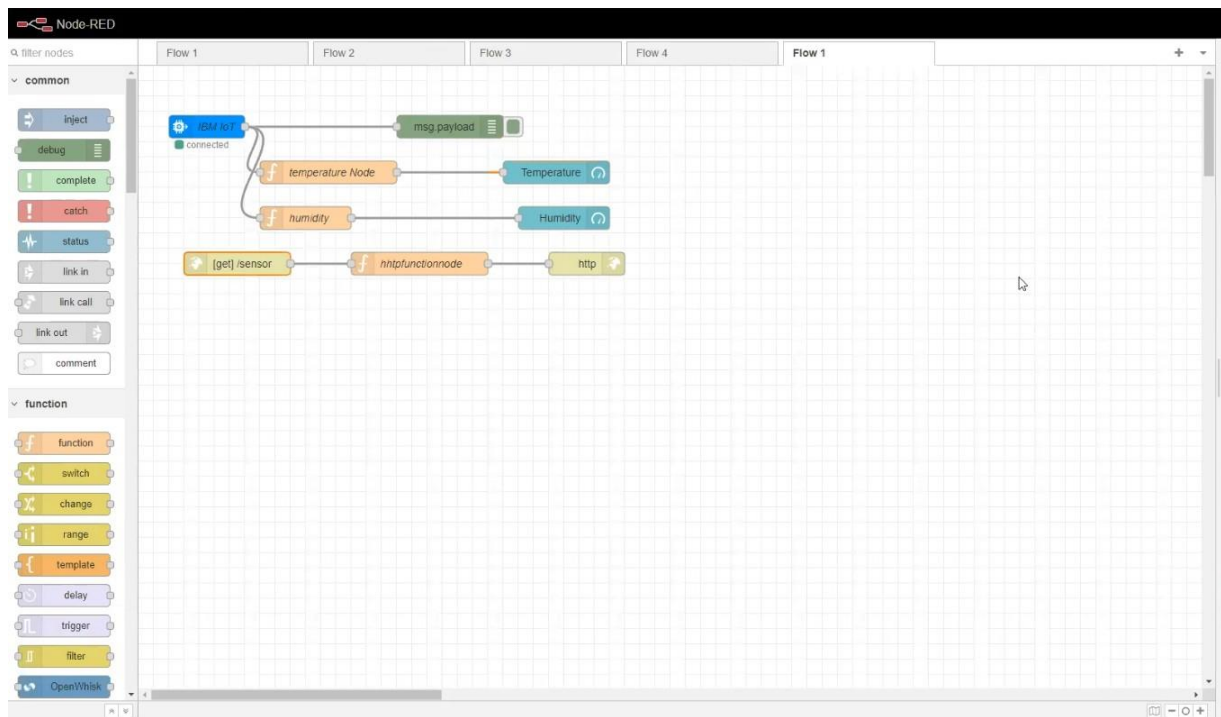 Node-RED
filter nodes
Flow 1
Flow 2
Flow 3
Flow 4
Flow 1
common
inject
debug
complete
catch
status
link in
link call
link out
comment
function
function
switch
change
range
template
delay
trigger
filter
OpenWhisk
IBM IoT
connected
msg.payload
temperature Node
Temperature
humidity
Humidity
[get] /sensor
hhtpfunctionnode
http